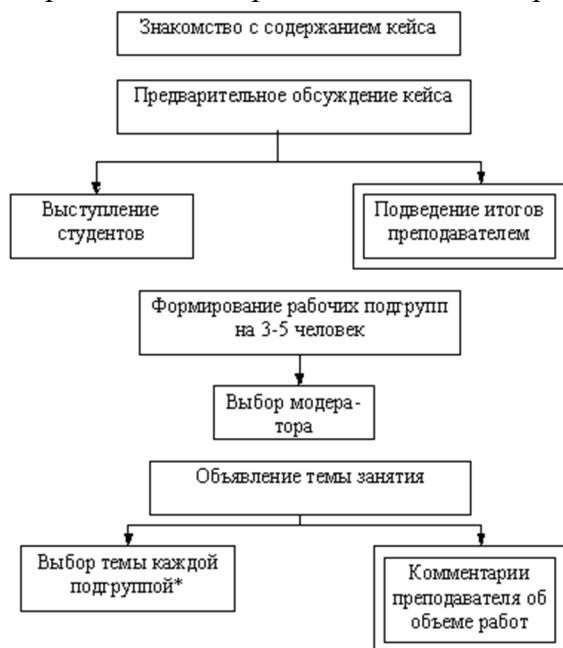 Знакомство с содержанием кейса
Предварительное обсуждение кейса
Выступление
студентов
Подведение итогов
преподавателем
Формирование рабочих подгрупп
на 3-5 человек
Выбор модера-
тора
Объявление темы занятия
Выбор темы каждой
подгруппой*
Комментарии
преподавателя об
объеме работ